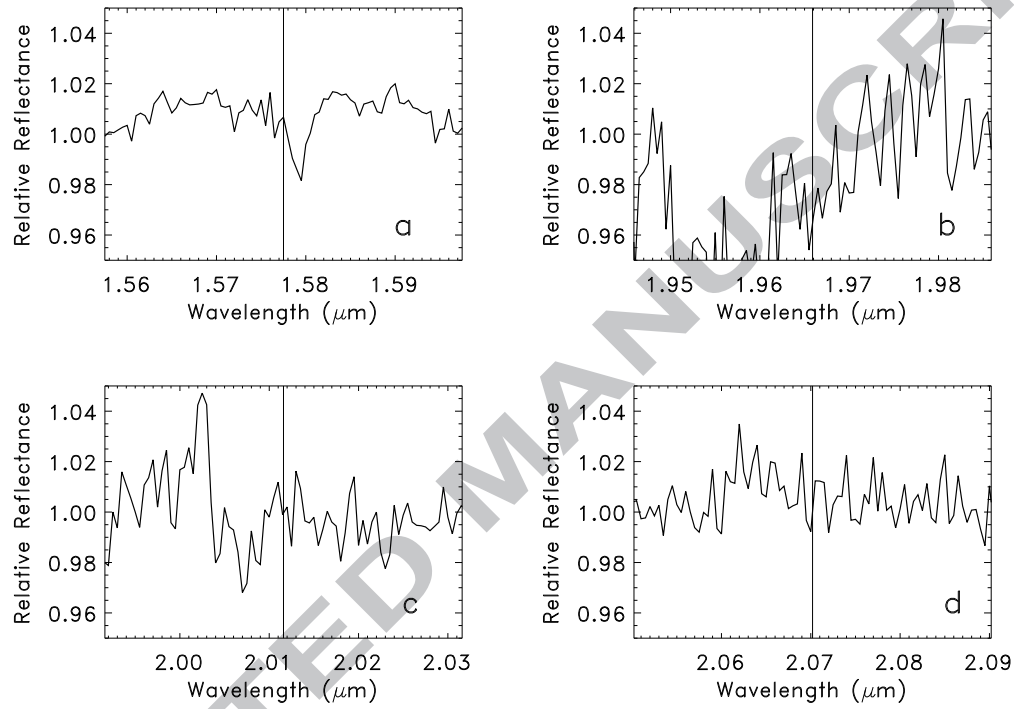 1.04
1.02
1.00
0.98
0.96
Relative Reflectance
a
1.56 1.57 1.58 1.59
Wavelength (μm)
1.04
1.02
1.00
0.98
0.96
Relative Reflectance
b
1.95 1.96 1.97 1.98
Wavelength (μm)
1.04
1.02
1.00
0.98
0.96
Relative Reflectance
c
2.00 2.01 2.02 2.03
Wavelength (μm)
1.04
1.02
1.00
0.98
0.96
Relative Reflectance
d
2.06 2.07 2.08 2.09
Wavelength (μm)
TED MANUSCRI